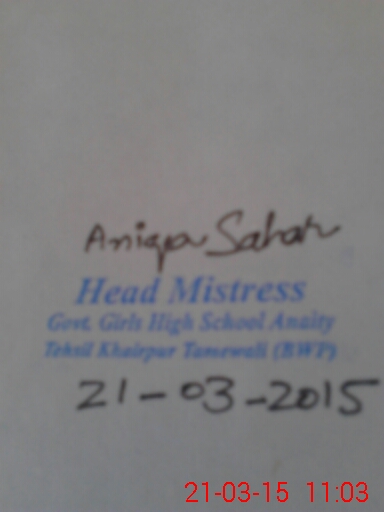 Aniqa Sahar
Head Mistress
Govt. Girls High School Anaity
Tehsil Khairpur Tamewali (BWP)
21-03-2015
21-03-15 11:03